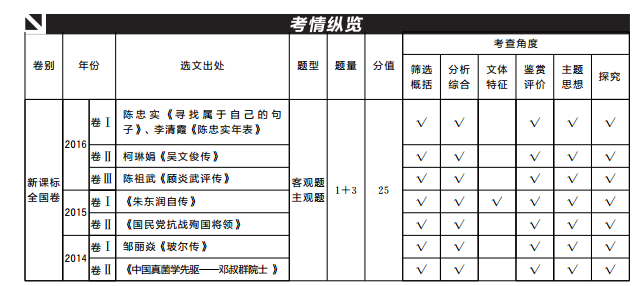 考情纵览
卷别 年份 选文出处 题型 题量 分值 考查角度
筛选概括 分析综合 文体特征 鉴赏评价 主题思想 探究
新课标全国卷 2016 卷Ⅰ 陈忠实《寻找属于自己的句
子》、李清霞《陈忠实年表》 客观题主观题 1+3 25 √ √ √ √ √
卷Ⅱ 柯琳娟《吴文俊传》 √ √ √ √ √
卷Ⅲ 陈祖武《顾炎武评传》 √ √ √ √ √
2015 卷Ⅰ 《朱东润自传》 √ √ √ √ √ √
卷Ⅱ 《国民党抗战殉国将领》 √ √ √ √ √
2014 卷Ⅰ 邹丽焱《玻尔传》 √ √ √ √ √
卷Ⅱ 《中国真菌学先驱——邓叔群院士》 √ √ √ √ √